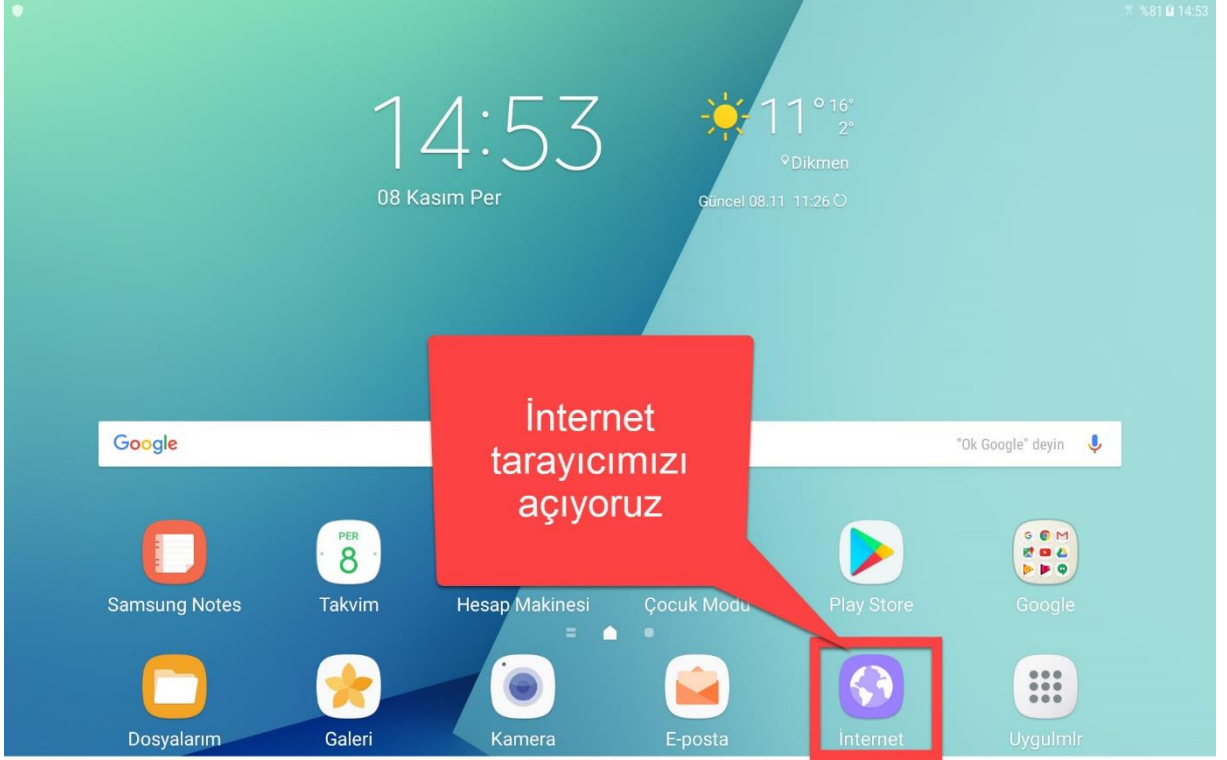 %81 14:53
14:53
08 Kasım Per
11° 16°
2°
Dikmen
Güncel 08.11 11:26
İnternet
tarayıcımızı
açıyoruz
Google
"Ok Google" deyin
PER
8
Samsung Notes
Takvim
Hesap Makinesi
Çocuk Modu
Play Store
Google
Dosyalarım
Galeri
Kamera
E-posta
İnternet
Uygulmlr